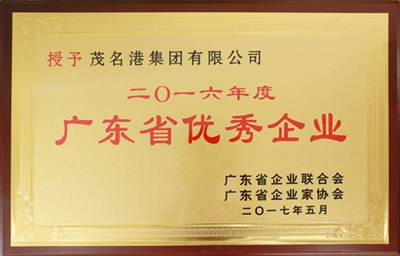 授予 茂名港集团有限公司
二〇一六年度
广东省优秀企业
广东省企业联合会
广东省企业家协会
二〇一七年五月